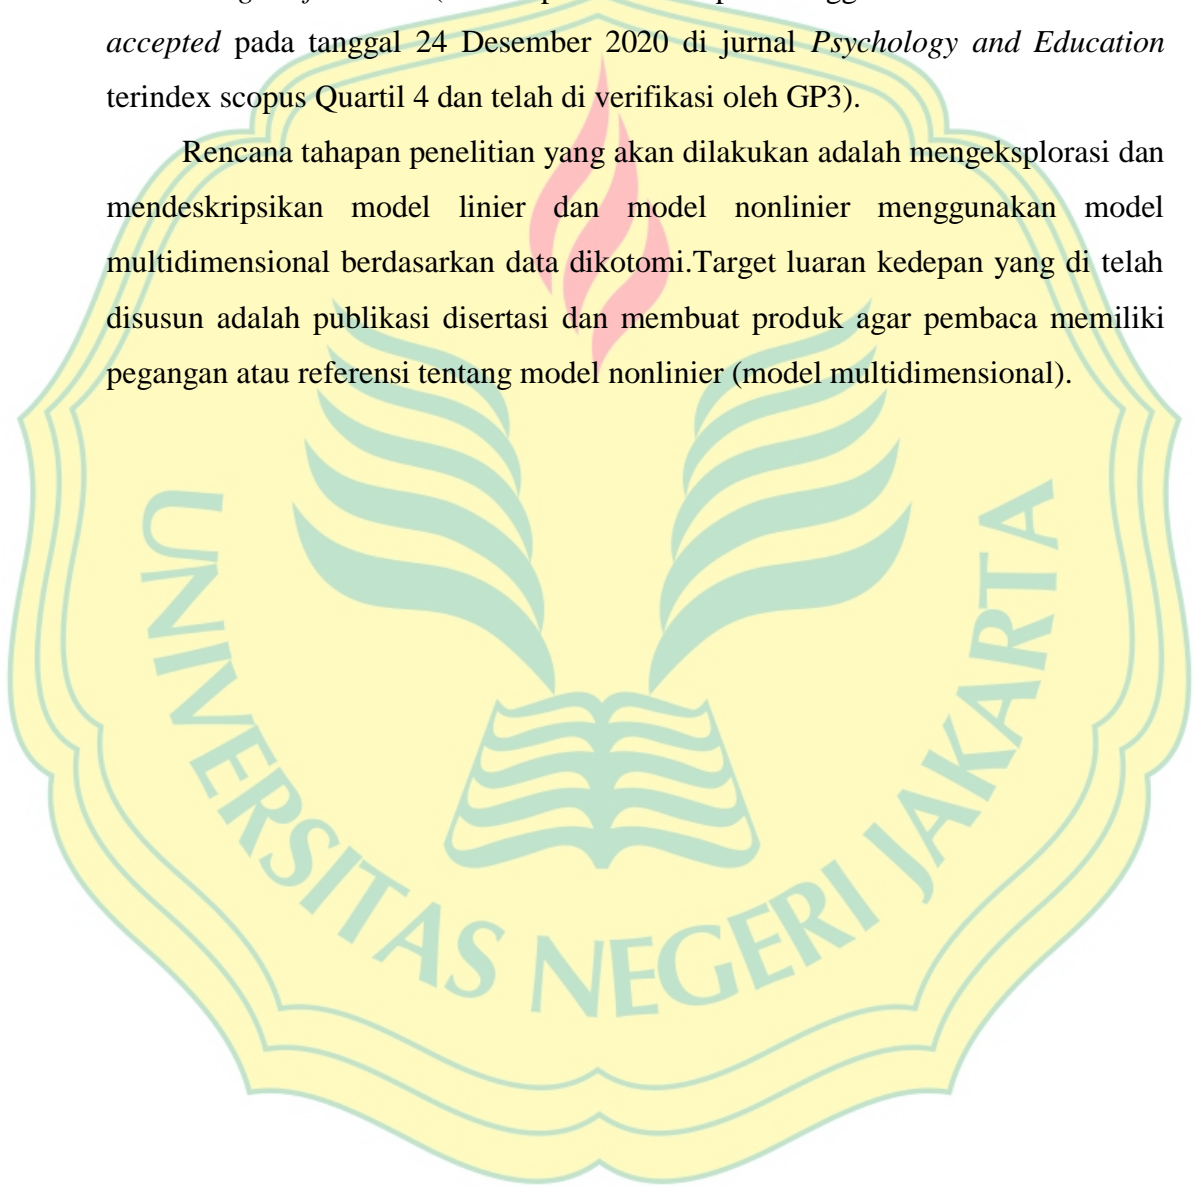 accepted pada tanggal 24 Desember 2020 di jurnal Psychology and Education
terindex scopus Quartil 4 dan telah di verifikasi oleh GP3).
Rencana tahapan penelitian yang akan dilakukan adalah mengeksplorasi dan
mendeskripsikan model linier dan model nonlinier menggunakan model
multidimensional berdasarkan data dikotomi.Target luaran kedepan yang di telah
disusun adalah publikasi disertasi dan membuat produk agar pembaca memiliki
pegangan atau referensi tentang model nonlinier (model multidimensional).
UNIVERSITAS NEGERI JAKARTA